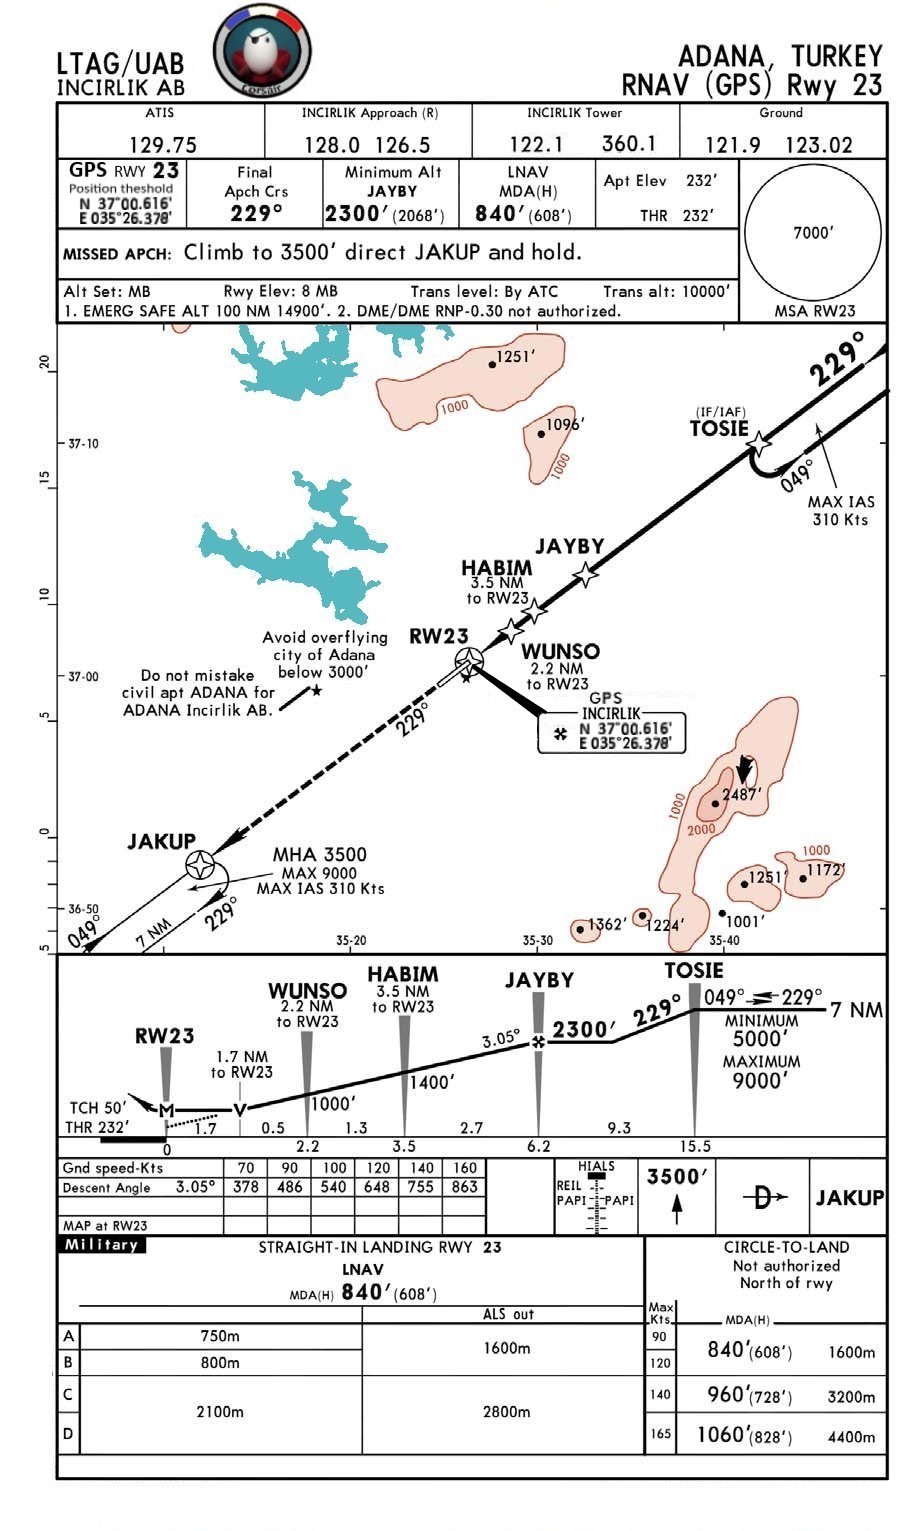 LTAG/UAB
INCIRLIK AB
Corsair
ADANA, TURKEY
RNAV (GPS) Rwy 23
ATIS
129.75
INCIRLIK Approach (R)
128.0 126.5
INCIRLIK Tower
122.1 360.1
Ground
121.9 123.02
GPS RWY 23
Position theshold
N 37°00.616'
E 035°26.378'
Final
Apch Crs
229°
Minimum Alt
JAYBY
2300' (2068')
LNAV
MDA(H)
840' (608')
Apt Elev 232'
THR 232'
7000'
MSA RW23
MISSED APCH: Climb to 3500' direct JAKUP and hold.
Alt Set: MB Rwy Elev: 8 MB Trans level: By ATC Trans alt: 10000'
1. EMERG SAFE ALT 100 NM 14900'. 2. DME/DME RNP-0.30 not authorized.
20
1251'
1000
229°
(IF/IAF)
TOSIE
1096'
37-10
1000
049°
15
MAX IAS
310 Kts
JAYBY
HABIM
3.5 NM
to RW23
10
RW23
Avoid overflying
city of Adana
below 3000'
WUNSO
2.2 NM
to RW23
37-00
Do not mistake
civil apt ADANA for
ADANA Incirlik AB.
229°
5
GPS
INCIRLIK
N 37°00.616'
E 035°26.378'
2487'
1000
2000
0
JAKUP
MHA 3500
MAX 9000
MAX IAS 310 Kts
1000
1251'
1172'
36-50
049°
7 NM
229°
1362'
1224'
1001'
5
35-20
35-30
35-40
RW23
WUNSO
2.2 NM
to RW23
HABIM
3.5 NM
to RW23
JAYBY
TOSIE
1.7 NM
to RW23
3.05°
2300'
229°
049° 229°
7 NM
MINIMUM
5000'
MAXIMUM
9000'
1400'
1000'
TCH 50'
M
V
THR 232'
1.7 0.5 1.3 2.7 9.3
0 2.2 3.5 6.2 15.5
Gnd speed-Kts 70 90 100 120 140 160
Descent Angle 3.05° 378 486 540 648 755 863
MAP at RW23
HIALS
REIL
PAPI PAPI
3500'
D
JAKUP
Military
STRAIGHT-IN LANDING RWY 23
LNAV
MDA(H) 840' (608')
ALS out
A 750m
B 800m
1600m
C
D
2100m
2800m
CIRCLE-TO-LAND
Not authorized
North of rwy
Max
Kts.
MDA(H)
90
120
840'(608') 1600m
140 960'(728') 3200m
165 1060'(828') 4400m